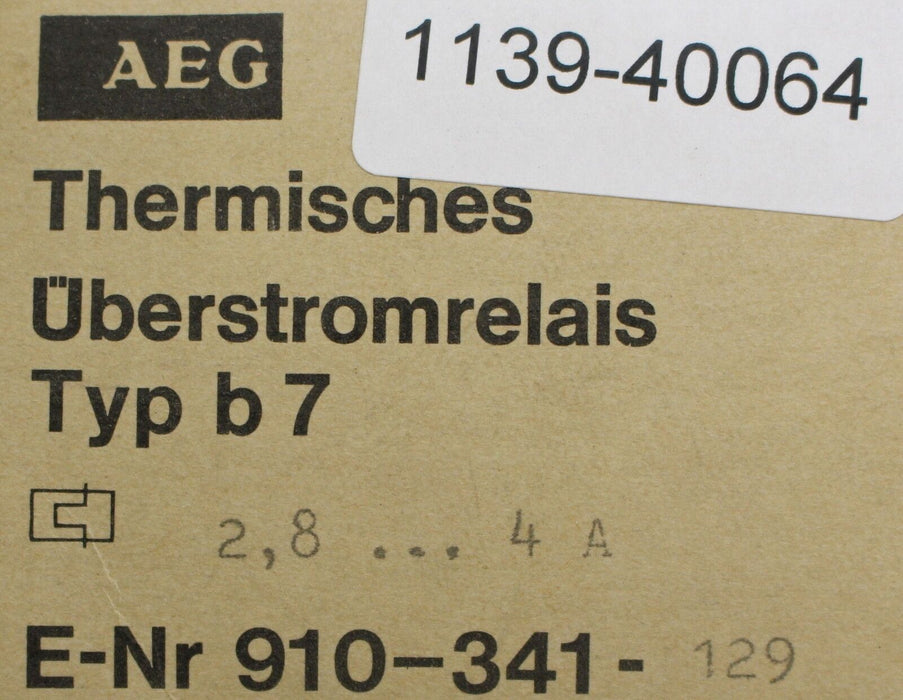 AEG
1139-40064
Thermisches
Überstromrelais
Typ b 7
2,8 ... 4 A
E-Nr 910-341- 129